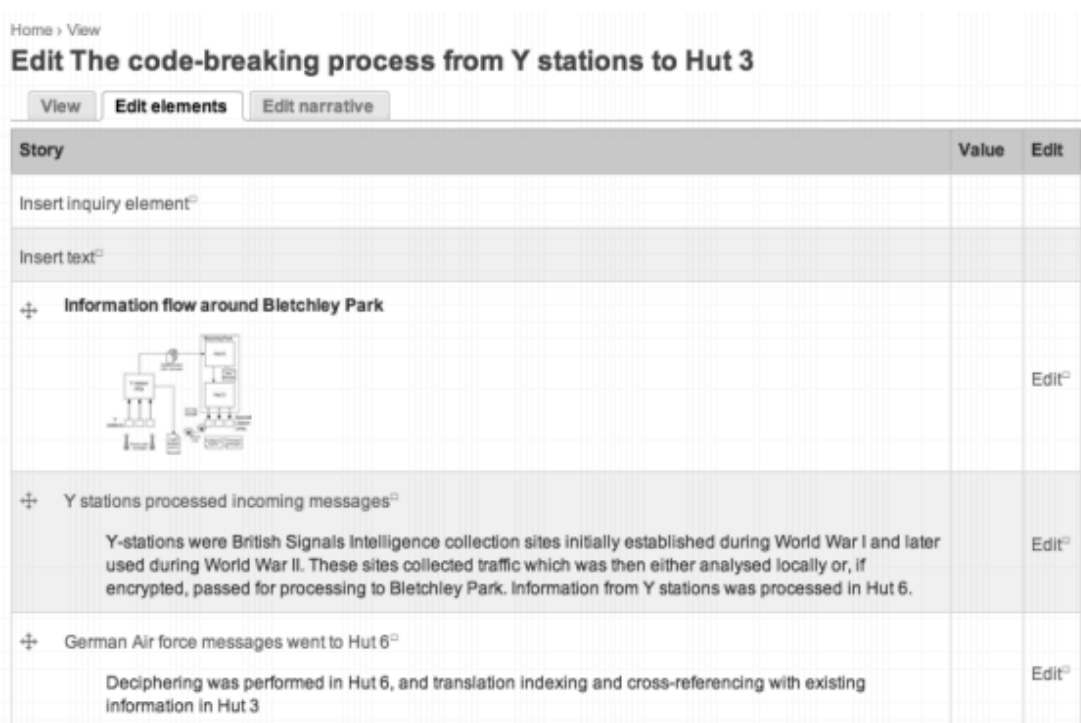 Home › View
Edit The code-breaking process from Y stations to Hut 3
View Edit elements Edit narrative
Story Value Edit
Insert inquiry element
Insert text
Information flow around Bletchley Park
Edit
Y stations processed incoming messages
Y-stations were British Signals Intelligence collection sites initially established during World War I and later
used during World War II. These sites collected traffic which was then either analysed locally or, if
encrypted, passed for processing to Bletchley Park. Information from Y stations was processed in Hut 6.
Edit
German Air force messages went to Hut 6
Deciphering was performed in Hut 6, and translation indexing and cross-referencing with existing
information in Hut 3
Edit